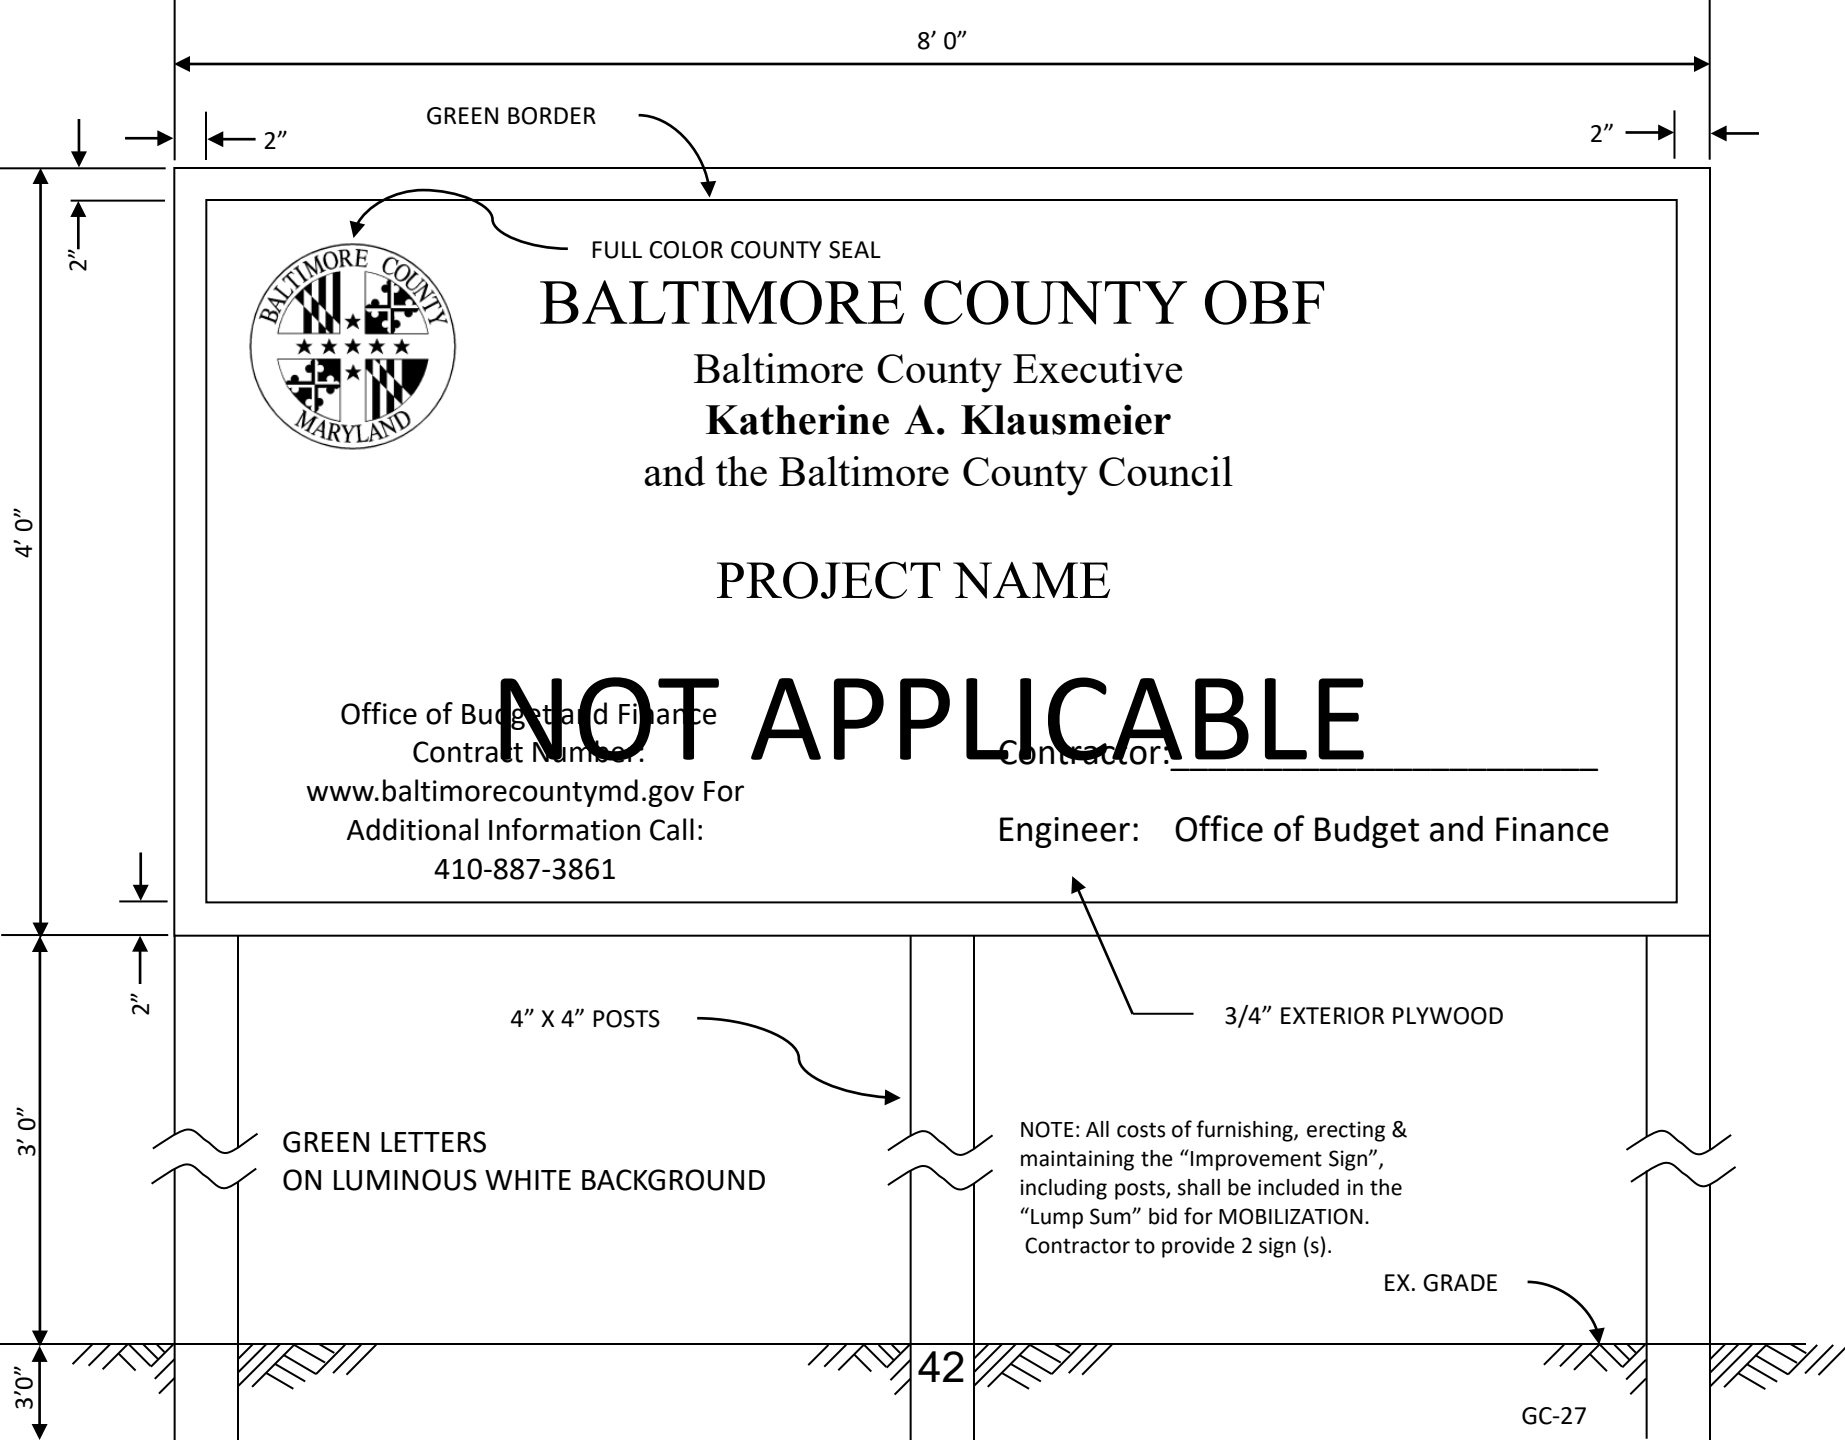 8’ 0”
GREEN BORDER
2”
2”
2”
FULL COLOR COUNTY SEAL
BALTIMORE COUNTY
MARYLAND
BALTIMORE COUNTY OBF
Baltimore County Executive
Katherine A. Klausmeier
and the Baltimore County Council
4’ 0”
PROJECT NAME
NOT APPLICABLE
Office of Budget and Finance
Contract Number:
www.baltimorecountymd.gov For
Additional Information Call:
410-887-3861
Contractor:_______________________
Engineer: Office of Budget and Finance
2”
4” X 4” POSTS
3/4” EXTERIOR PLYWOOD
3’ 0”
GREEN LETTERS
ON LUMINOUS WHITE BACKGROUND
NOTE: All costs of furnishing, erecting &
maintaining the “Improvement Sign”,
including posts, shall be included in the
“Lump Sum” bid for MOBILIZATION.
Contractor to provide 2 sign (s).
EX. GRADE
3’0”
42
GC-27